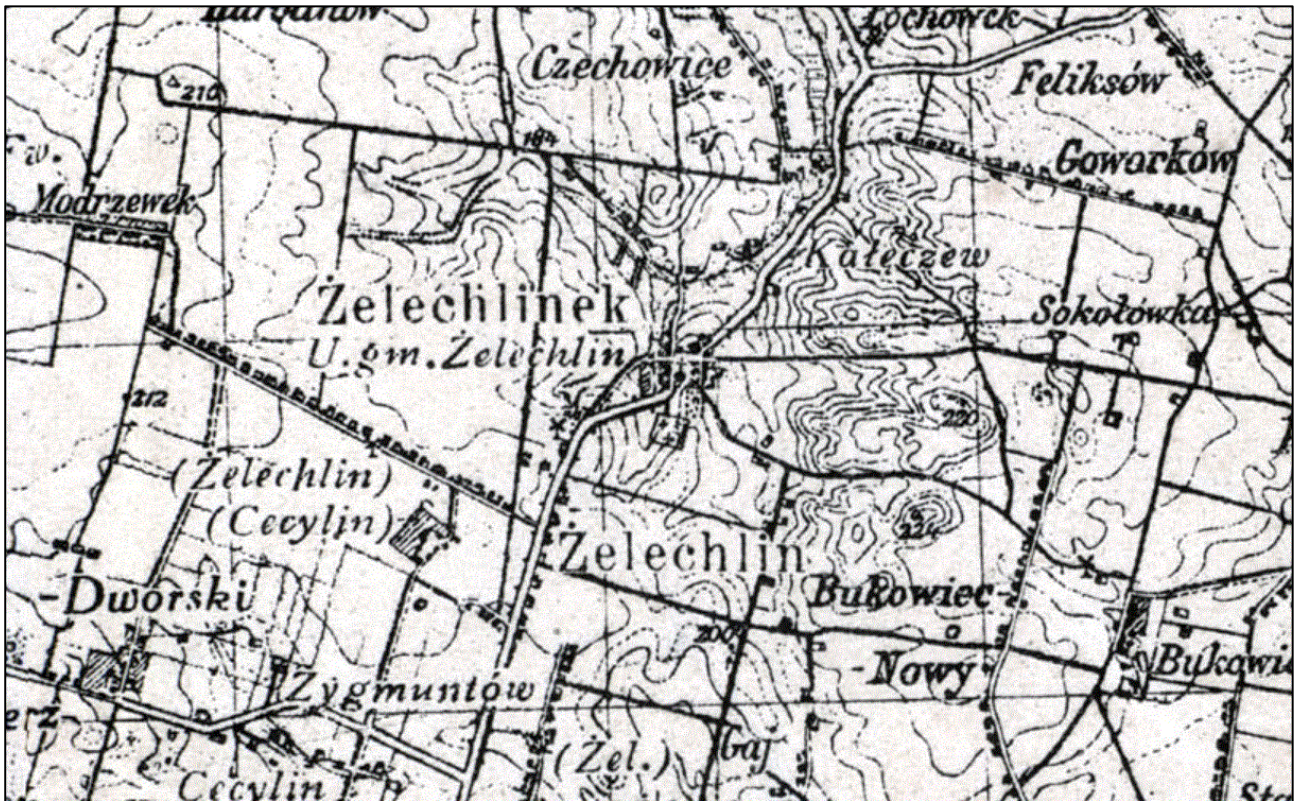 Czechowice
Feliksów
210
184
Goworków
Modrzewek
Kałęczew
Żelechlinek
Sokołówka
U.gm.Żelechlin
212
220
(Żelechlin)
(Cecylin)
Żelechlin
-Dworski
Bukowiec-
200
-Nowy
Zygmuntów
(Żel.)
Gaj
Cecylin